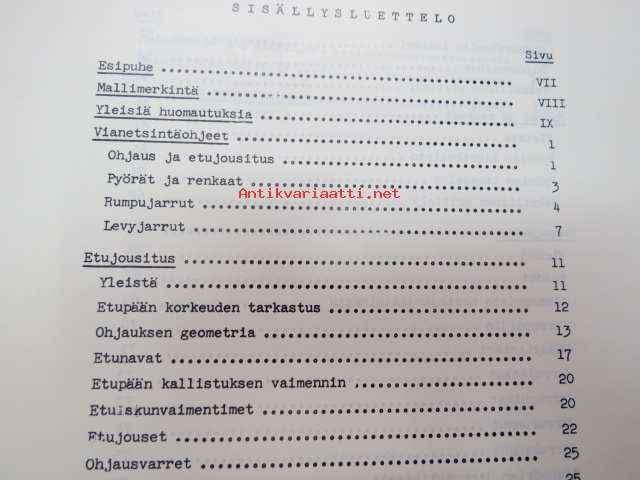 SISÄLLYSLUETTELO
Sivu
Esipuhe ........ VII
Mallimerkintä ........ VIII
Yleisiä huomautuksia ........ IX
Vianetsintäohjeet ........ 1
Ohjaus ja etujousitus ........ 1
Pyörät ja renkaat ........ 3
Antikvariaatti.net
Rumpujarrut ........ 4
Levyjarrut ........ 7
Etujousitus ........ 11
Yleistä ........ 11
Etupään korkeuden tarkastus ........ 12
Ohjauksen geometria ........ 13
Etunavat ........ 17
Etupään kallistuksen vaimennin ........ 20
Etuiskunvaimentimet ........ 20
Etujouset ........ 22
Ohjausvarret ........ 25
25